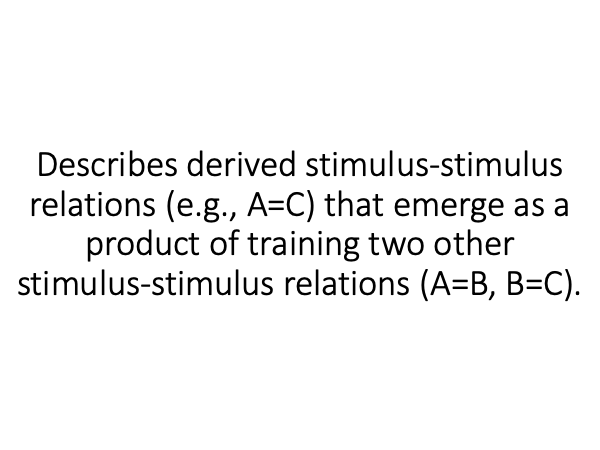 Describes derived stimulus-stimulus
relations (e.g., A=C) that emerge as a
product of training two other
stimulus-stimulus relations (A=B, B=C).